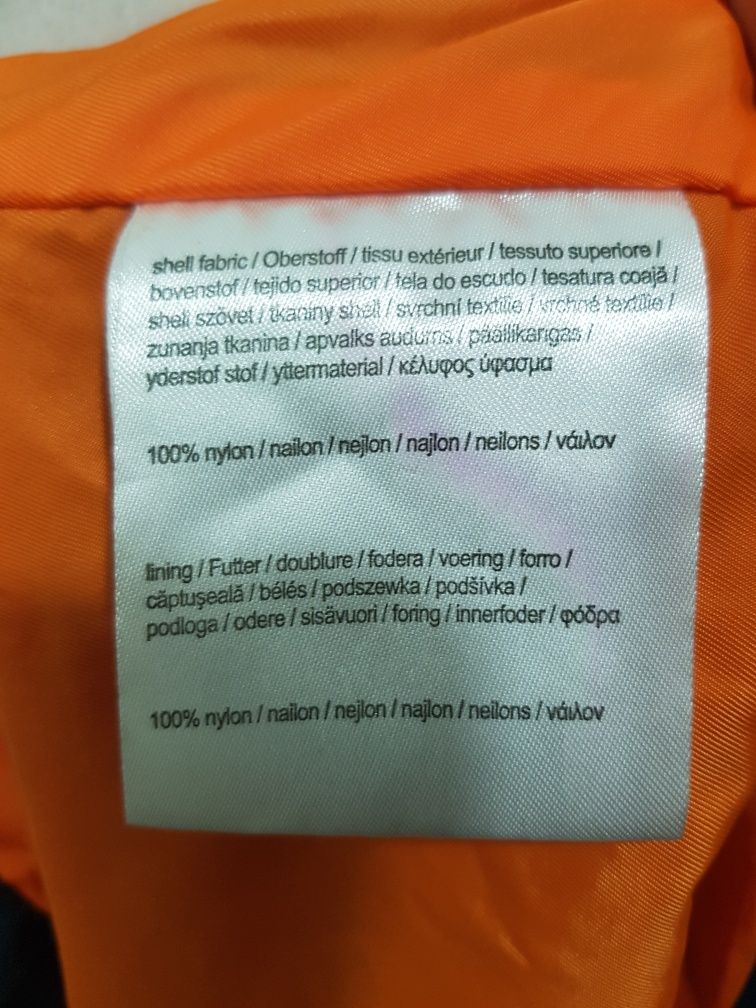 shell fabric / Oberstoff / tissu extérieur / tessuto superiore /
bovenstof / tejido superior / tela do escudo / tesatura coajă /
shell szövet / tkaniny shell / svrchní textilie / vrchné textílie /
zunanja tkanina / apvalks audums / päällikangas /
yderstof stof / yttermaterial / κέλυφος ύφασμα
100% nylon / nailon / nejlon / najlon / neilons / νάιλον
lining / Futter / doublure / fodera / voering / forro /
căptuşeală / bélés / podszewka / podšívka /
podloga / odere / sisävuori / foring / innerfoder / φόδρα
100% nylon / nailon / nejlon / najlon / neilons / νάιλον